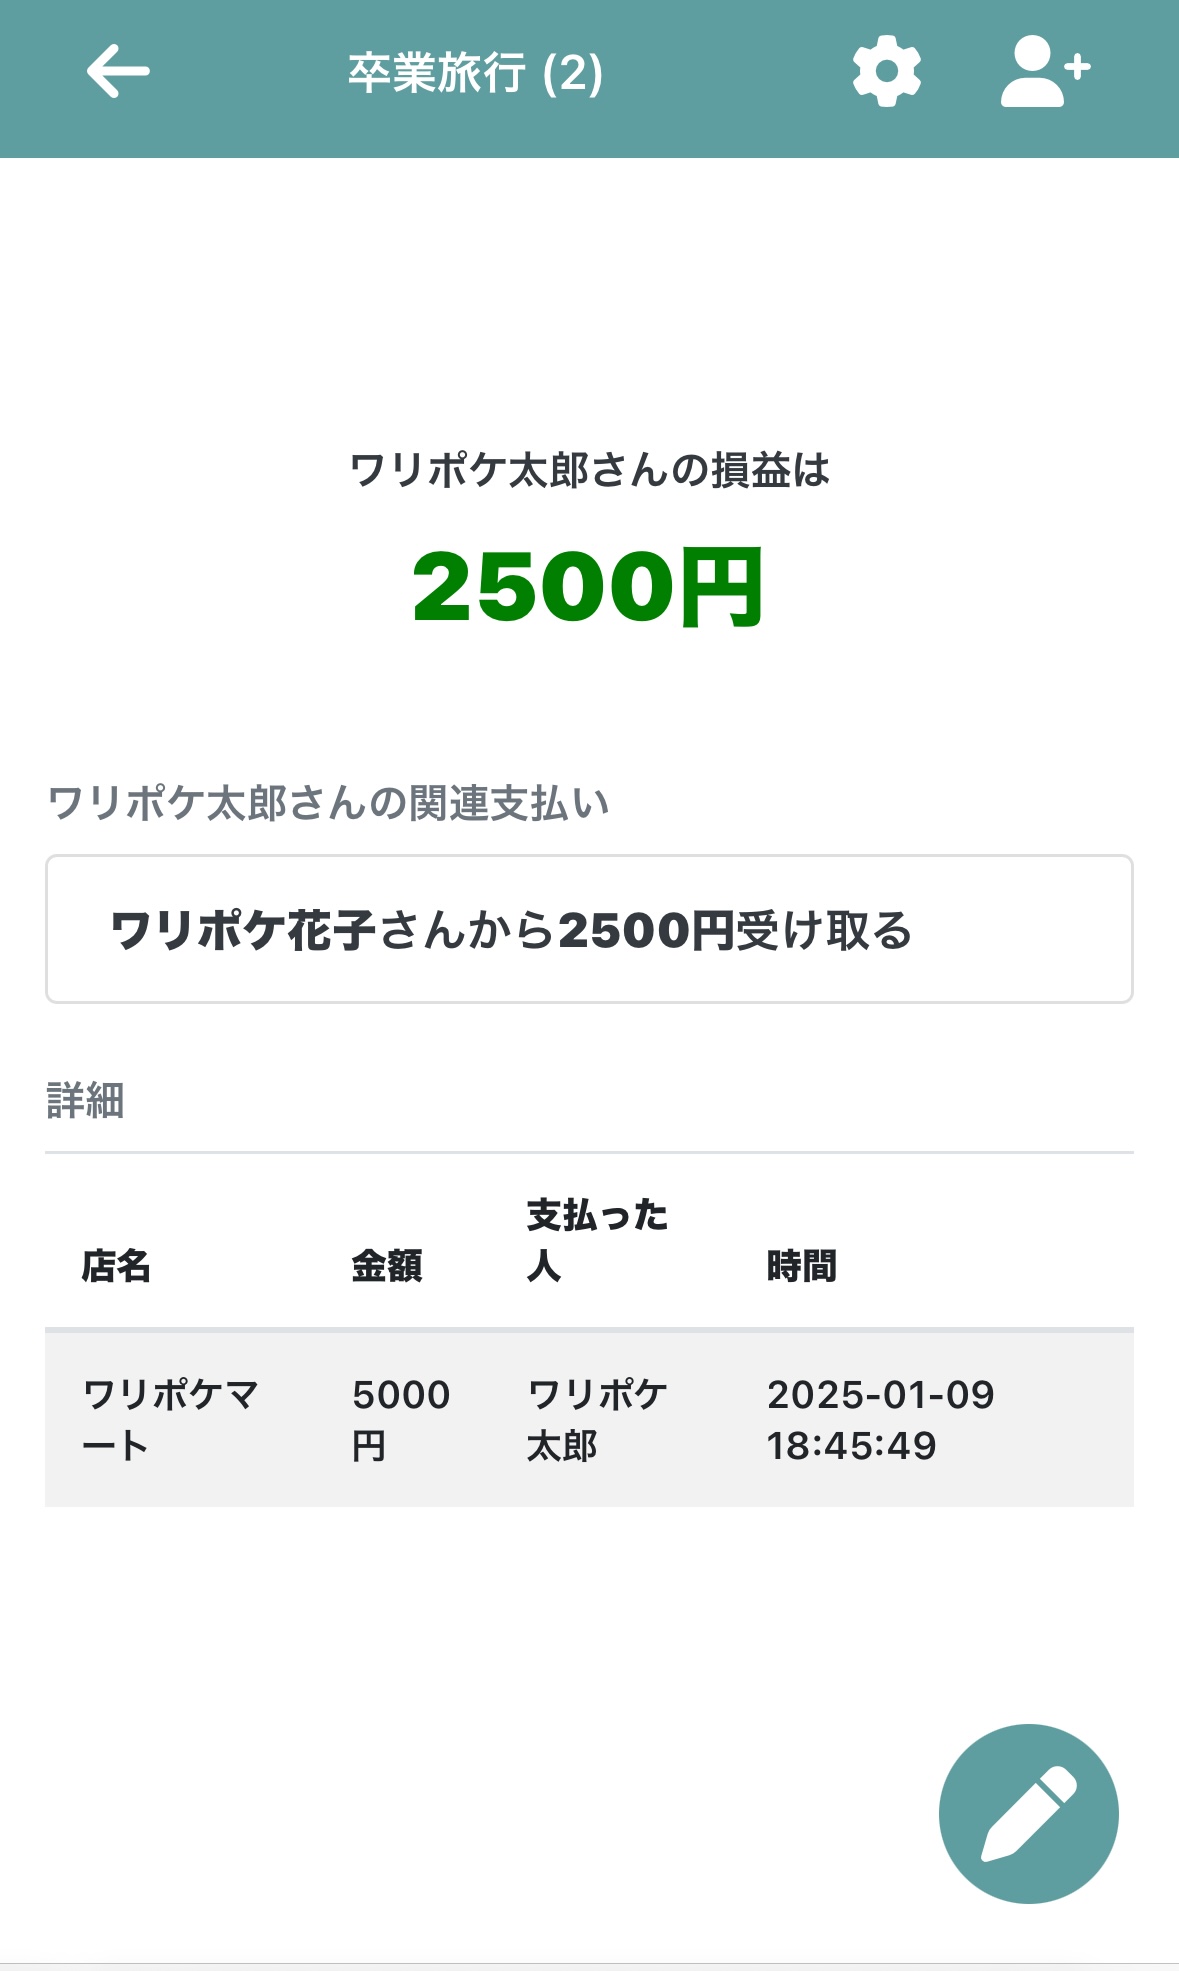 卒業旅行 (2)
ワリポケ太郎さんの損益は
2500円
ワリポケ太郎さんの関連支払い
ワリポケ花子さんから2500円受け取る
詳細
店名 金額 支払った人 時間
ワリポケマート 5000円 ワリポケ太郎 2025-01-09 18:45:49